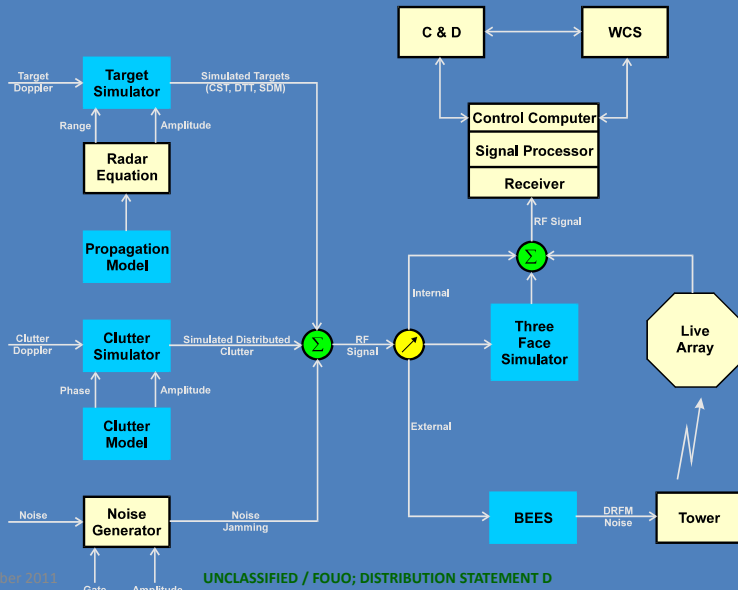 C & D
WCS
Target
Doppler
Target
Simulator
Simulated Targets
(CST, DTT, SDM)
Control Computer
Range
Amplitude
Signal Processor
Radar
Equation
Receiver
RF Signal
Propagation
Model
Σ
Internal
Clutter
Doppler
Clutter
Simulator
Simulated Distributed
Clutter
Σ
RF
Signal
Three
Face
Simulator
Live
Array
Phase
Amplitude
Clutter
Model
External
Noise
Noise
Generator
Noise
Jamming
BEES
DRFM
Noise
Tower
ber 2011
UNCLASSIFIED / FOUO; DISTRIBUTION STATEMENT D
Gate
Amplitude